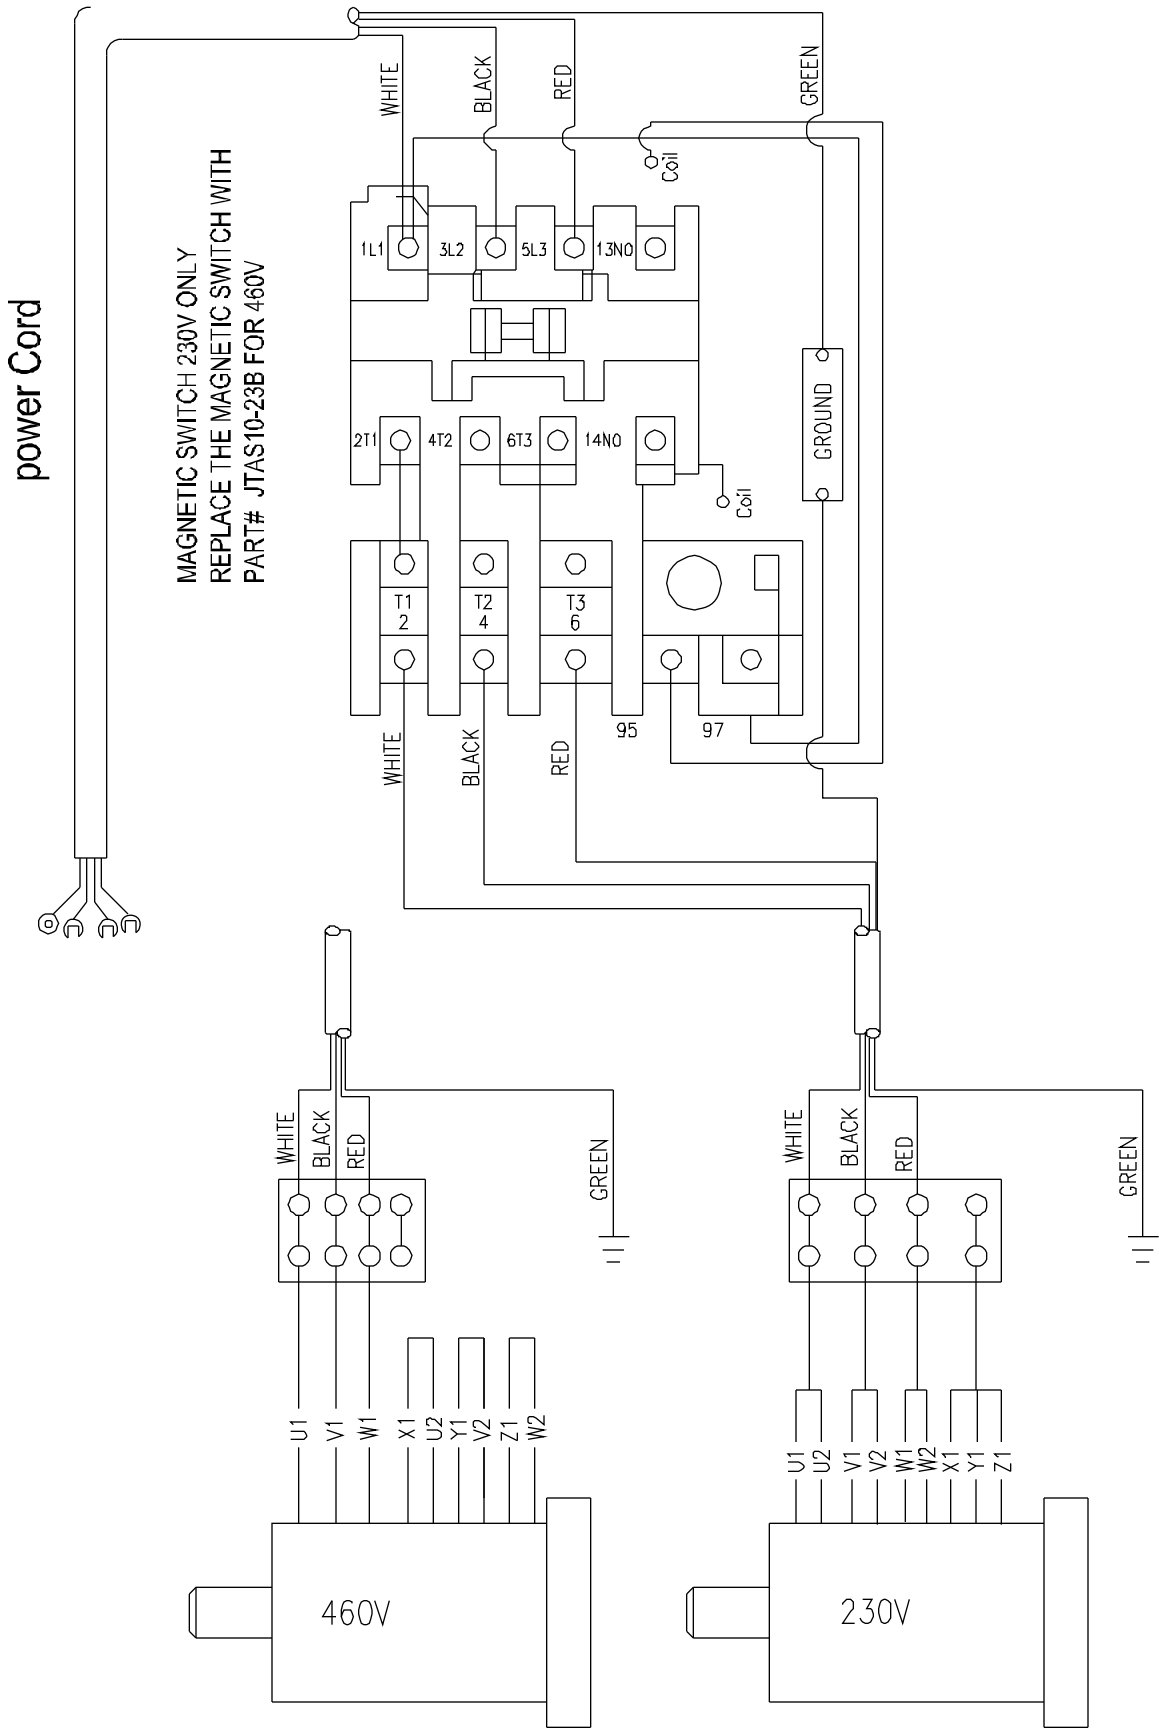 power Cord
MAGNETIC SWITCH 230V ONLY
REPLACE THE MAGNETIC SWITCH WITH
PART# JTAS10-23B FOR 460V
WHITE
BLACK
RED
GREEN
Coil
1L1
3L2
5L3
13NO
2T1
4T2
6T3
14NO
Coil
GROUND
T1
2
T2
4
T3
6
95
97
WHITE
BLACK
RED
WHITE
BLACK
RED
GREEN
WHITE
BLACK
RED
GREEN
U1
V1
W1
X1
U2
Y1
V2
Z1
W2
U1
U2
V1
V2
W1
W2
X1
Y1
Z1
460V
230V